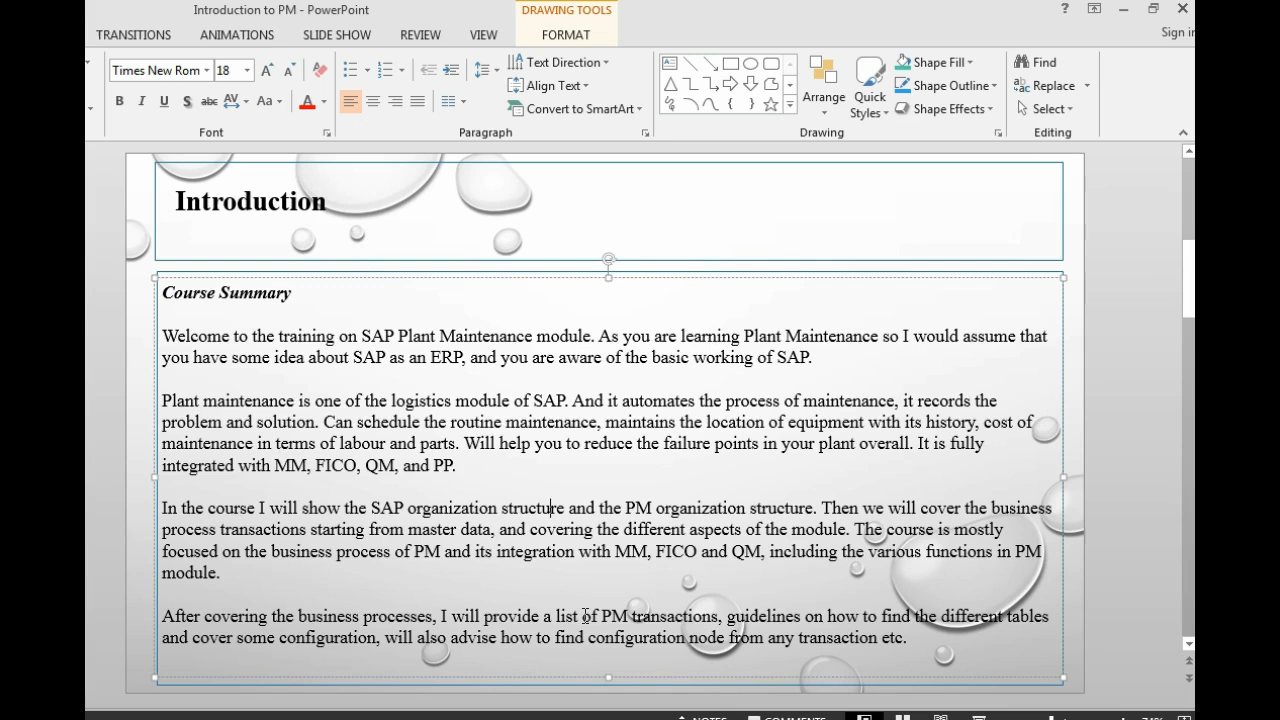 Introduction to PM - PowerPoint
DRAWING TOOLS
?
TRANSITIONS ANIMATIONS SLIDE SHOW REVIEW VIEW FORMAT
Sign in
Times New Rom 18
Text Direction
Align Text
Convert to SmartArt
B I U S abc AV Aa A
Arrange
Quick
Styles
Shape Fill
Shape Outline
Shape Effects
Find
Replace
Select
Font Paragraph Drawing Editing
Introduction
Course Summary
Welcome to the training on SAP Plant Maintenance module. As you are learning Plant Maintenance so I would assume that
you have some idea about SAP as an ERP, and you are aware of the basic working of SAP.
Plant maintenance is one of the logistics module of SAP. And it automates the process of maintenance, it records the
problem and solution. Can schedule the routine maintenance, maintains the location of equipment with its history, cost of
maintenance in terms of labour and parts. Will help you to reduce the failure points in your plant overall. It is fully
integrated with MM, FICO, QM, and PP.
In the course I will show the SAP organization structure and the PM organization structure. Then we will cover the business
process transactions starting from master data, and covering the different aspects of the module. The course is mostly
focused on the business process of PM and its integration with MM, FICO and QM, including the various functions in PM
module.
After covering the business processes, I will provide a list of PM transactions, guidelines on how to find the different tables
and cover some configuration, will also advise how to find configuration node from any transaction etc.
NOTES COMMENTS 74%